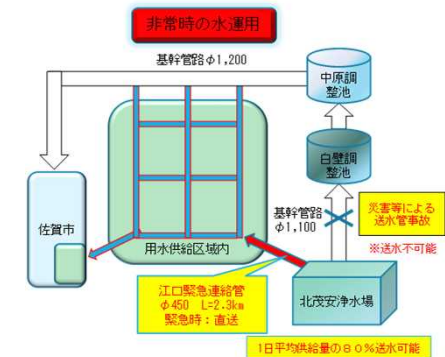 非常時の水運用
基幹管路φ1,200
中原調
整池
白壁調
整池
災害等による
送水管事故
※送水不可能
基幹管路
φ1,100
佐賀市
用水供給区域内
江口緊急連絡管
φ450 L=2.3km
緊急時：直送
北茂安浄水場
1日平均供給量の80%送水可能